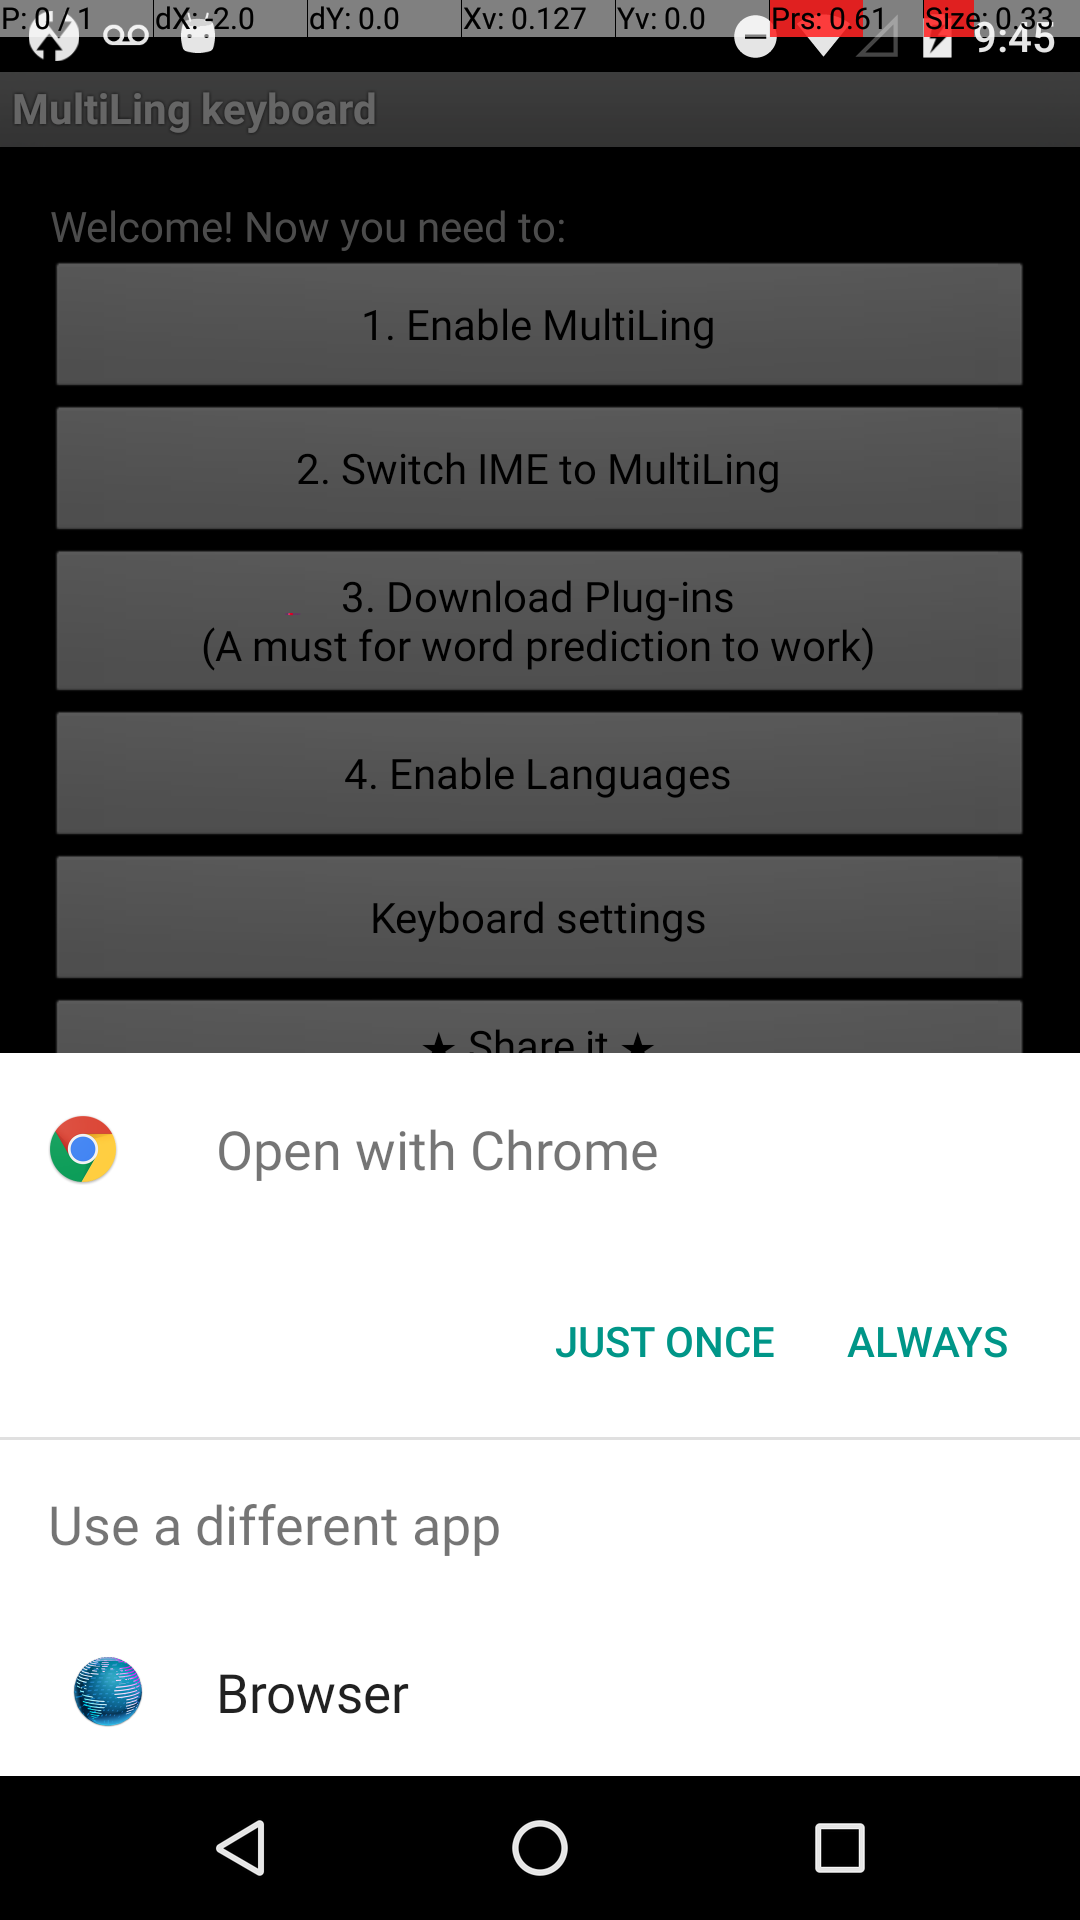 P: 0 / 1 dX: -2.0 dY: 0.0 Xv: 0.127 Yv: 0.0 Prs: 0.61 Size: 0.33
9:45
MultiLing keyboard
Welcome! Now you need to:
1. Enable MultiLing
2. Switch IME to MultiLing
3. Download Plug-ins
(A must for word prediction to work)
4. Enable Languages
Keyboard settings
★ Share it ★
Open with Chrome
JUST ONCE ALWAYS
Use a different app
Browser